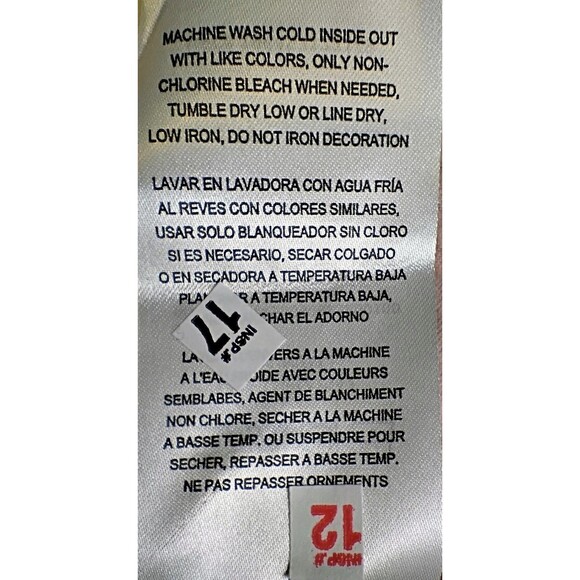 MACHINE WASH COLD INSIDE OUT
WITH LIKE COLORS, ONLY NON-
CHLORINE BLEACH WHEN NEEDED,
TUMBLE DRY LOW OR LINE DRY,
LOW IRON, DO NOT IRON DECORATION
LAVAR EN LAVADORA CON AGUA FRÍA
AL REVES CON COLORES SIMILARES,
USAR SOLO BLANQUEADOR SIN CLORO
SI ES NECESARIO, SECAR COLGADO
O EN SECADORA A TEMPERATURA BAJA
A TEMPERATURA BAJA,
EL ADORNO
INSP.#
17
A LA MACHINE
A AVEC COULEURS
SEMBLABES, AGENT DE BLANCHIMENT
NON CHLORE, SECHER A LA MACHINE
A BASSE TEMP. OU SUSPENDRE POUR
SECHER, REPASSER A BASSE TEMP.
NE PAS REPASSER ORNEMENTS
INSP.#
12